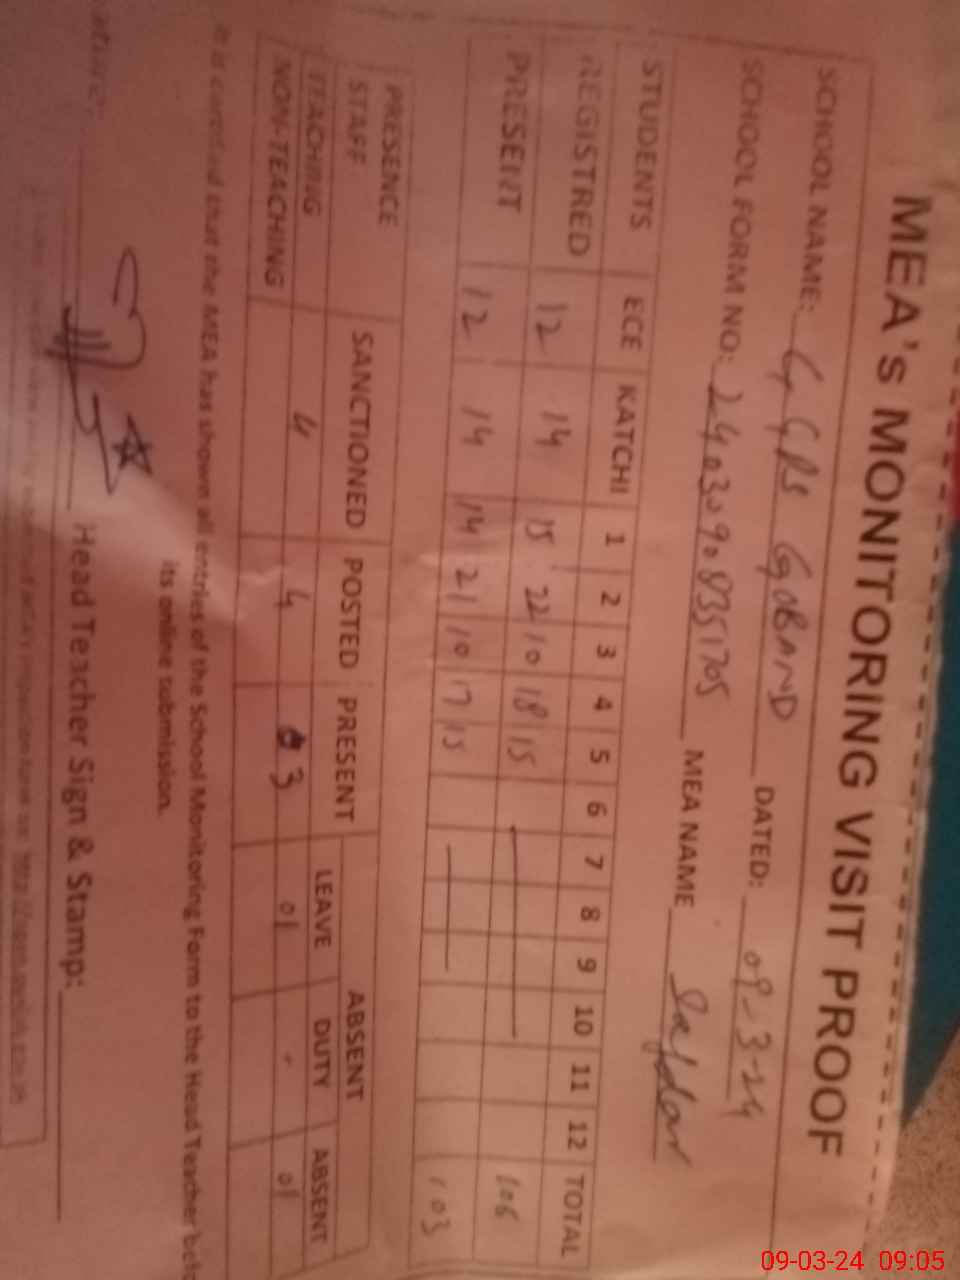 MEA's MONITORING VISIT PROOF
SCHOOL NAME: GGPS GOBAND DATED: 09-3-24
SCHOOL FORM NO: 24030908351705 MEA NAME Safdar
STUDENTS ECE KATCHI 1 2 3 4 5 6 7 8 9 10 11 12 TOTAL
REGISTRED 12 14 15 22 10 18 15 106
PRESENT 12 14 14 21 10 17 15 103
PRESENCE STAFF SANCTIONED POSTED PRESENT ABSENT
LEAVE DUTY ABSENT
TEACHING 4 4 3 01 - 01
NON-TEACHING
It is certified that the MEA has shown all entries of the School Monitoring Form to the Head Teacher
its online submission.
Head Teacher Sign & Stamp:
09-03-24 09:05